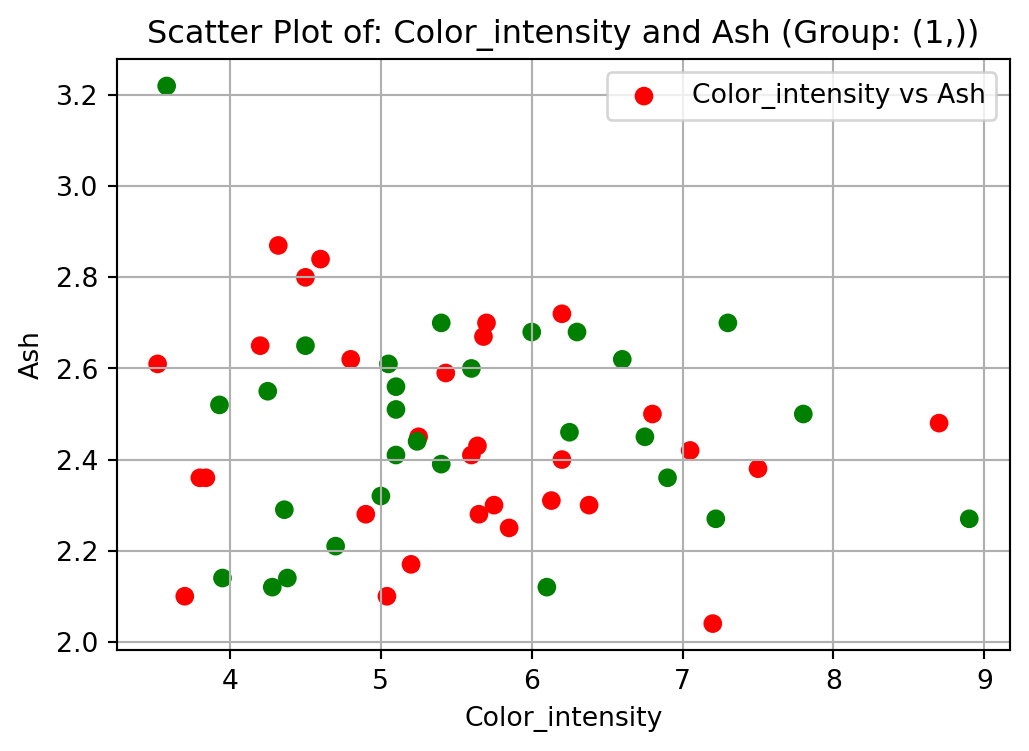 Scatter Plot of: Color_intensity and Ash (Group: (1,))
Color_intensity vs Ash
3.2
3.0
2.8
2.6
2.4
2.2
2.0
Ash
4 5 6 7 8 9
Color_intensity